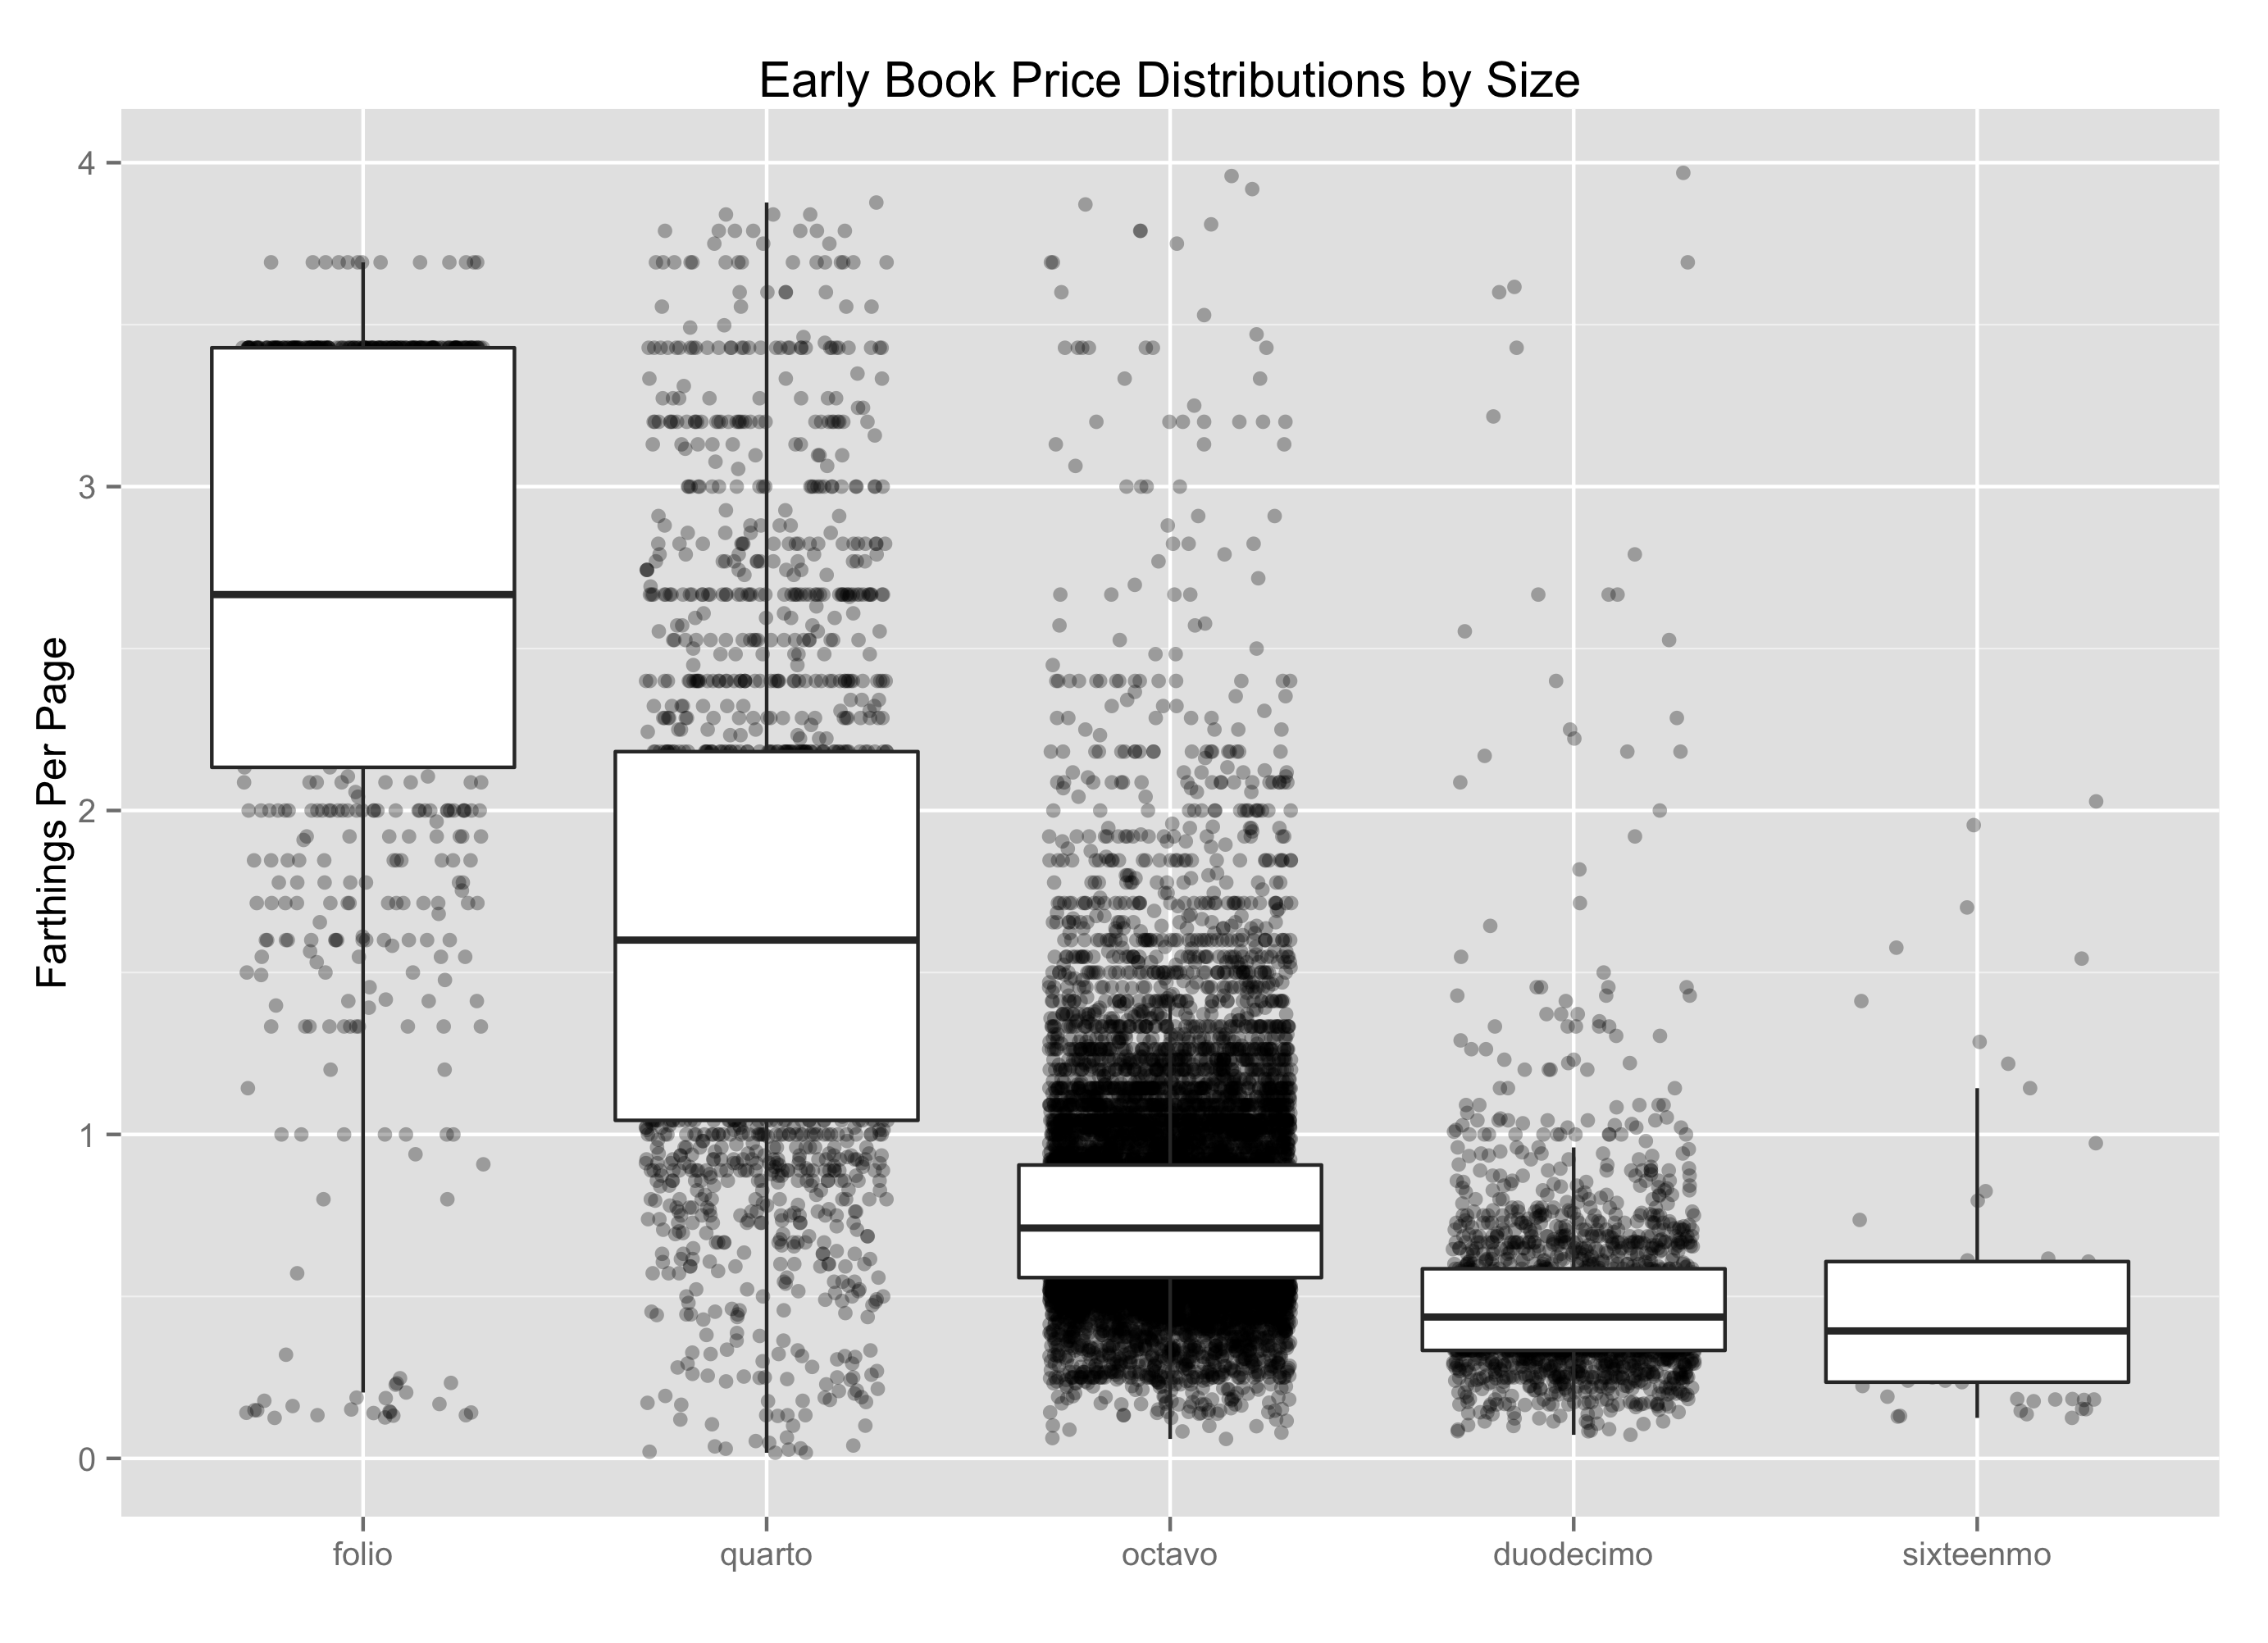 Early Book Price Distributions by Size
Farthings Per Page
4
3
2
1
0
folio quarto octavo duodecimo sixteenmo